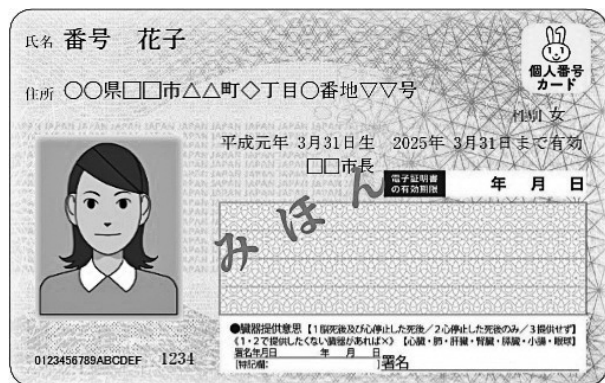 氏名 番号 花子
個人番号
カード
住所 〇〇県□□市△△町◇丁目〇番地▽▽号
性別 女
平成元年 3月31日生 2025年 3月31日まで有効
□□市長
電子証明書
の有効期限
年 月 日
みほん
●臓器提供意思【1脳死後及び心停止した死後/2心停止した死後のみ/3提供せず】
《1・2で提供したくない臓器があれば×》【心臓・肺・肝臓・腎臓・膵臓・小腸・眼球】
署名年月日 年 月 日
[特記欄: ]署名
0123456789ABCDEF 1234